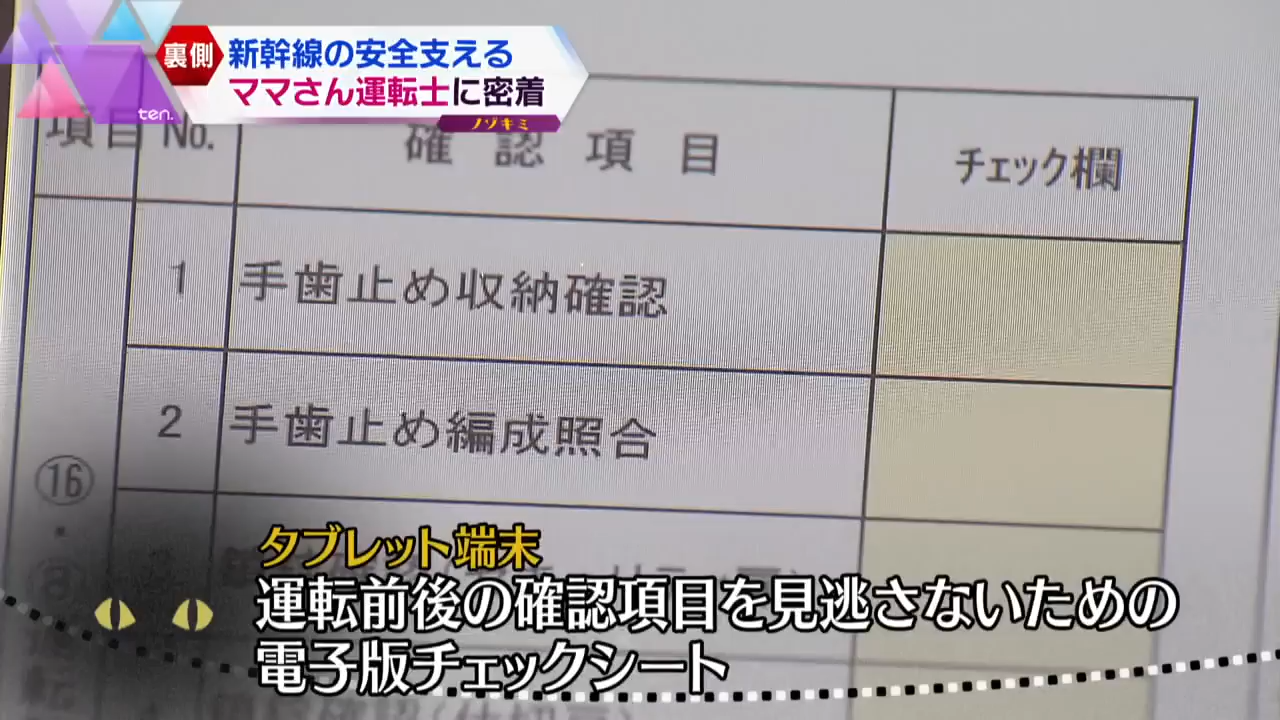 裏側
新幹線の安全支える
ママさん運転士に密着
ノゾキミ
ten.
項目 No.
確認項目
チェック欄
1
手歯止め収納確認
2
手歯止め編成照合
⑯
・
タブレット端末
運転前後の確認項目を見逃さないための
電子版チェックシート